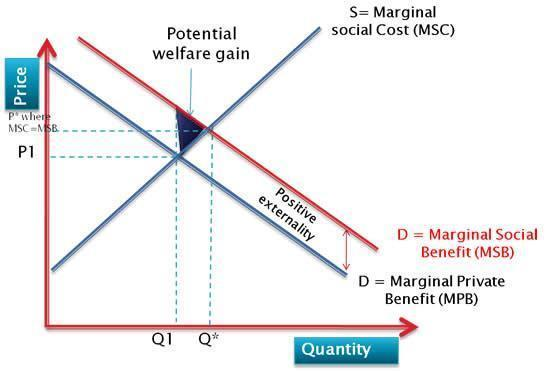 S= Marginal
social Cost (MSC)
Potential
welfare gain
Price
P* where
MSC=MSB
P1
Positive
externality
D = Marginal Social
Benefit (MSB)
D = Marginal Private
Benefit (MPB)
Q1
Q*
Quantity